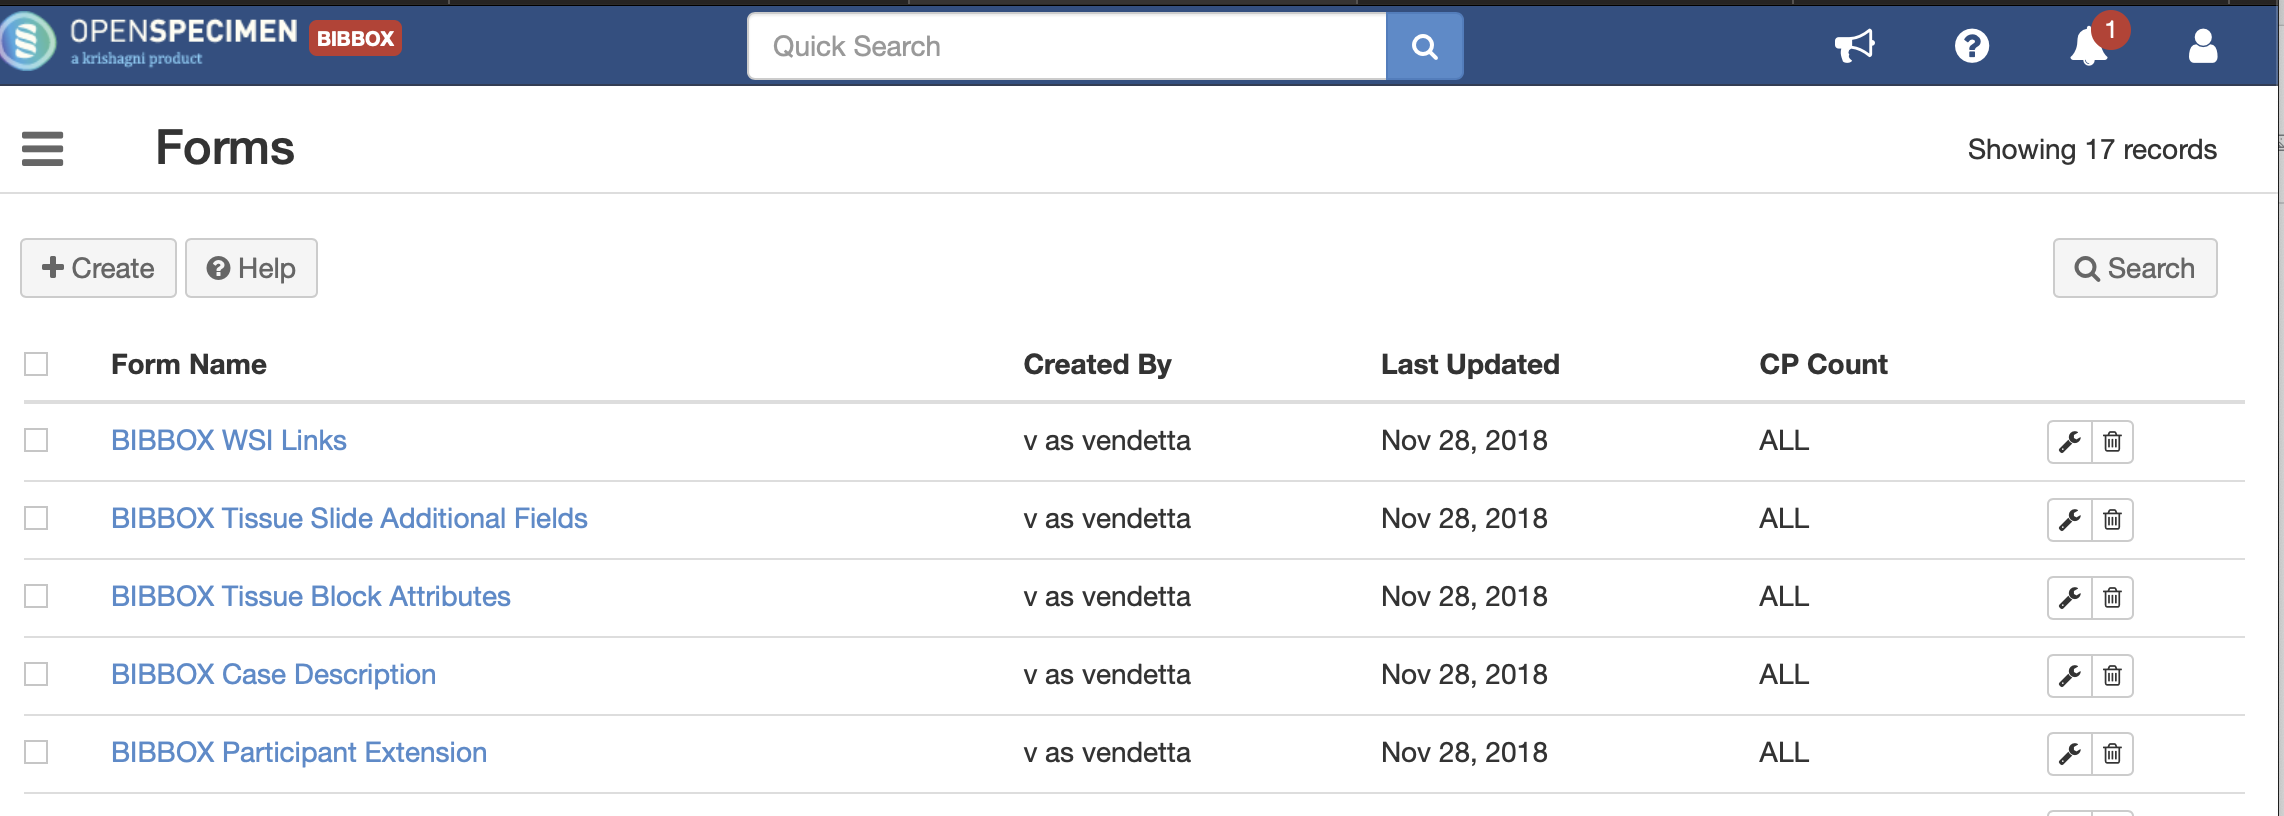 OPENSPECIMEN BIBBOX
a krishagni product
Quick Search
1
Forms
Showing 17 records
Create
Help
Search
Form Name Created By Last Updated CP Count
BIBBOX WSI Links v as vendetta Nov 28, 2018 ALL
BIBBOX Tissue Slide Additional Fields v as vendetta Nov 28, 2018 ALL
BIBBOX Tissue Block Attributes v as vendetta Nov 28, 2018 ALL
BIBBOX Case Description v as vendetta Nov 28, 2018 ALL
BIBBOX Participant Extension v as vendetta Nov 28, 2018 ALL